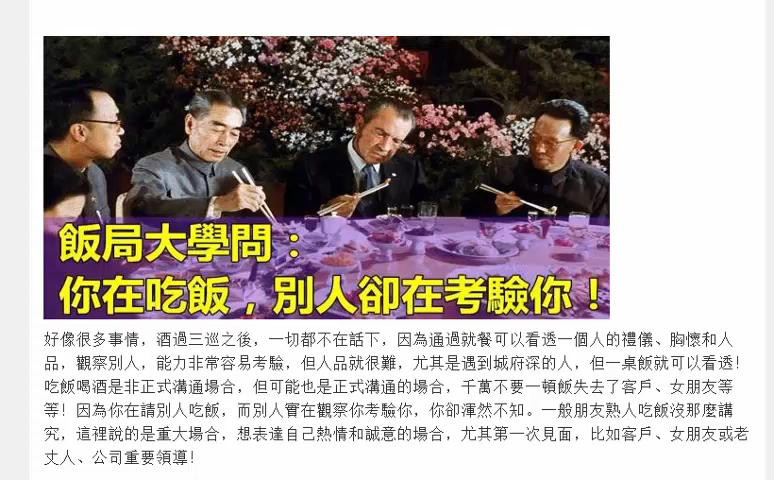 飯局大學問：
你在吃飯，別人卻在考驗你！
好像很多事情，酒過三巡之後，一切都不在話下，因為通過就餐可以看透一個人的禮儀、胸懷和人
品，觀察別人，能力非常容易考驗，但人品就很難，尤其是遇到城府深的人，但一桌飯就可以看透！
吃飯喝酒是非正式溝通場合，但可能也是正式溝通的場合，千萬不要一頓飯失去了客戶、女朋友等
等！因為你在請別人吃飯，而別人實在觀察你考驗你，你卻渾然不知。一般朋友熟人吃飯沒那麼講
究，這裡說的是重大場合，想表達自己熱情和誠意的場合，尤其第一次見面，比如客戶、女朋友或老
丈人、公司重要領導！